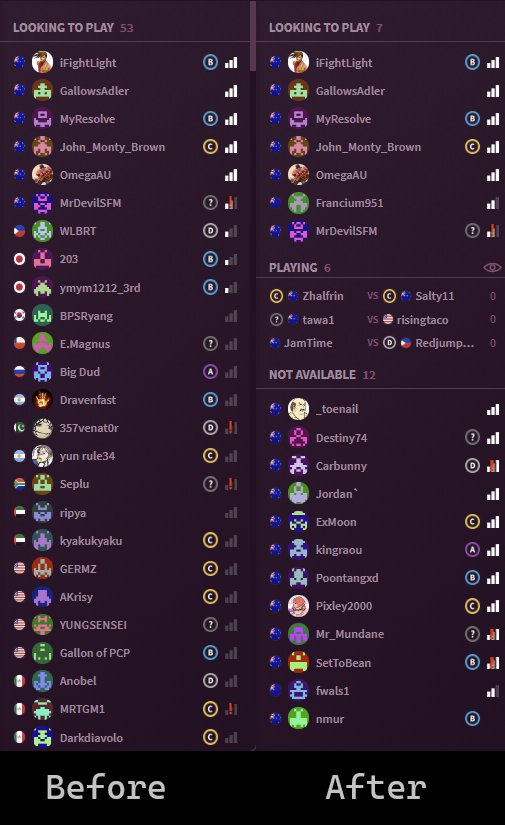 LOOKING TO PLAY 53
iFightLight B
GallowsAdler
MyResolve B
John_Monty_Brown C
OmegaAU
MrDevilSFM ?
WLBRT D
203 B
ymym1212_3rd B
BPSRyang
E.Magnus ?
Big Dud A
Dravenfast B
357venat0r D
yun rule34 C
Seplu ?
ripya
kyakukyaku C
GERMZ C
AKrisy C
YUNGSENSEI ?
Gallon of PCP B
Anobel D
MRTGM1 C
Darkdiavolo C
Before
LOOKING TO PLAY 7
iFightLight B
GallowsAdler
MyResolve B
John_Monty_Brown C
OmegaAU
Francium951
MrDevilSFM ?
PLAYING 6
C Zhalfrin VS C Salty11 0
? tawa1 VS risingtaco 0
JamTime VS D Redjump... 0
NOT AVAILABLE 12
_toenail
Destiny74 ?
Carbunny D
Jordan`
ExMoon C
kingraou A
Poontangxd B
Pixley2000 C
Mr_Mundane ?
SetToBean B
fwals1
nmur B
After